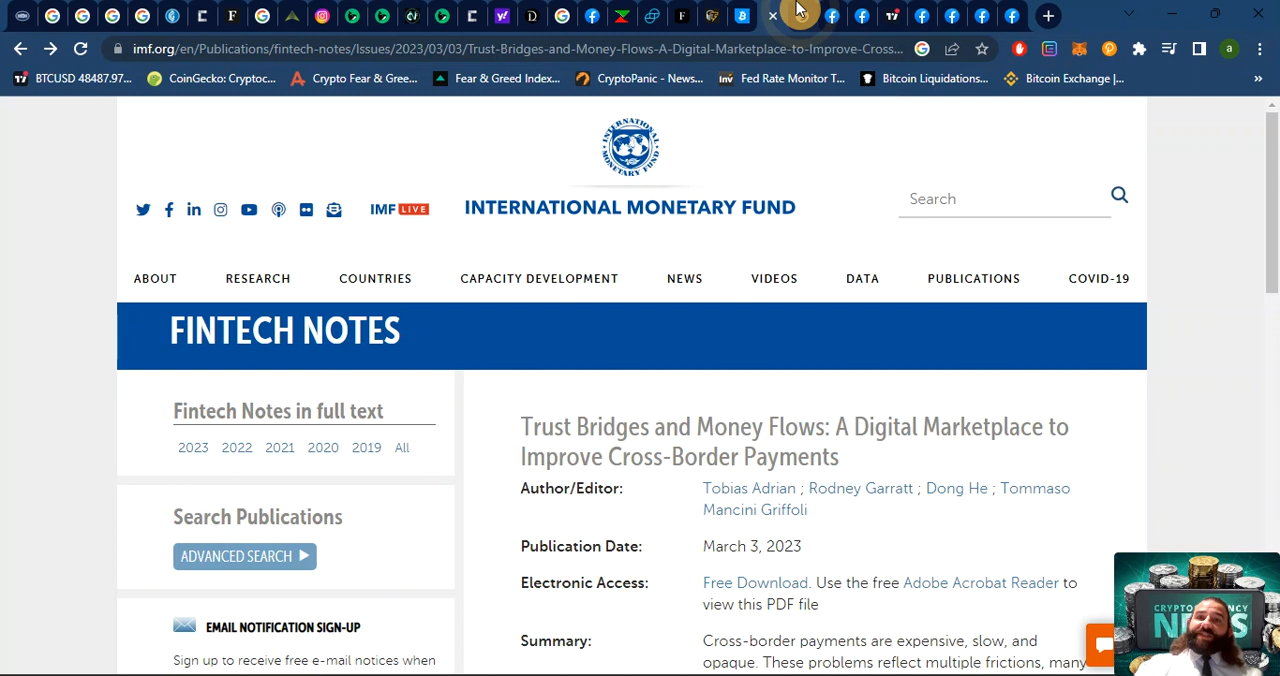 imf.org/en/Publications/fintech-notes/Issues/2023/03/03/Trust-Bridges-and-Money-Flows-A-Digital-Marketplace-to-Improve-Cross...
BTCUSD 48487.97...
CoinGecko: Cryptoc...
Crypto Fear & Gree...
Fear & Greed Index...
CryptoPanic - News...
Fed Rate Monitor T...
Bitcoin Liquidations...
Bitcoin Exchange |...
INTERNATIONAL MONETARY FUND
IMF LIVE
INTERNATIONAL MONETARY FUND
Search
ABOUT
RESEARCH
COUNTRIES
CAPACITY DEVELOPMENT
NEWS
VIDEOS
DATA
PUBLICATIONS
COVID-19
FINTECH NOTES
Fintech Notes in full text
2023 2022 2021 2020 2019 All
Search Publications
ADVANCED SEARCH
EMAIL NOTIFICATION SIGN-UP
Sign up to receive free e-mail notices when
Trust Bridges and Money Flows: A Digital Marketplace to
Improve Cross-Border Payments
Author/Editor: Tobias Adrian ; Rodney Garratt ; Dong He ; Tommaso
Mancini Griffoli
Publication Date: March 3, 2023
Electronic Access: Free Download. Use the free Adobe Acrobat Reader to
view this PDF file
Summary: Cross-border payments are expensive, slow, and
opaque. These problems reflect multiple frictions, many